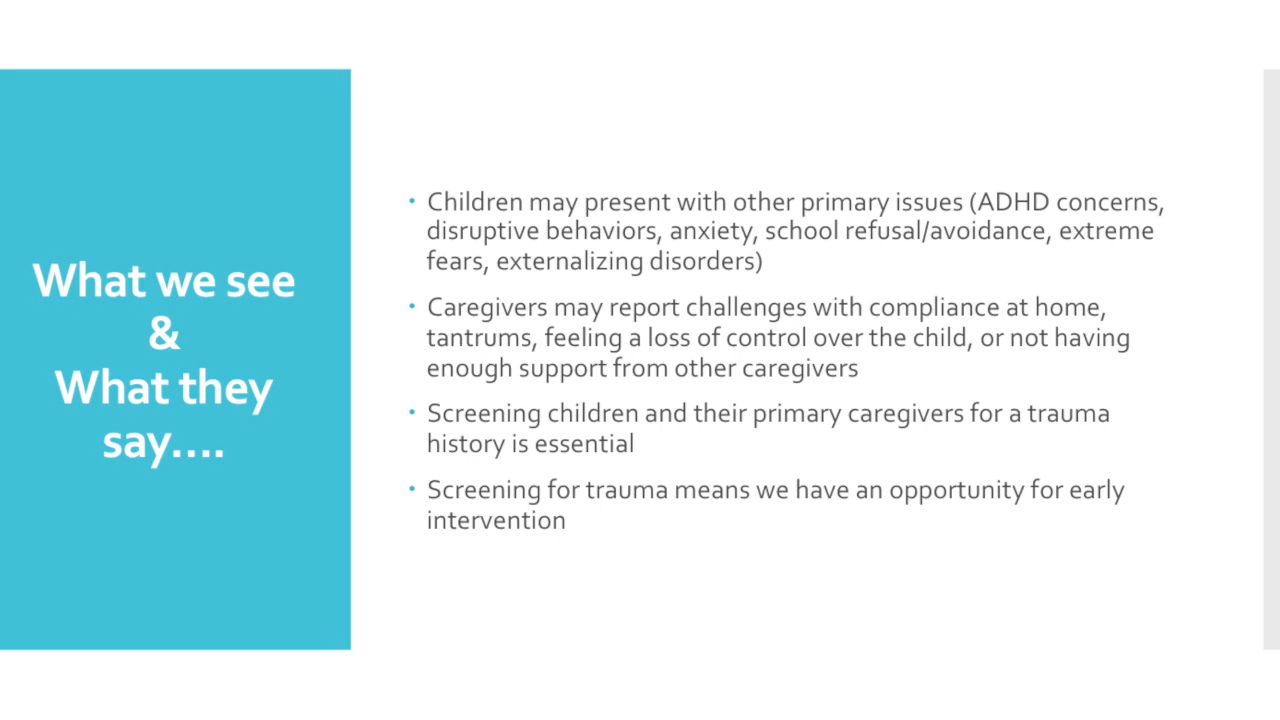 What we see
&
What they
say....
• Children may present with other primary issues (ADHD concerns,
disruptive behaviors, anxiety, school refusal/avoidance, extreme
fears, externalizing disorders)
• Caregivers may report challenges with compliance at home,
tantrums, feeling a loss of control over the child, or not having
enough support from other caregivers
• Screening children and their primary caregivers for a trauma
history is essential
• Screening for trauma means we have an opportunity for early
intervention